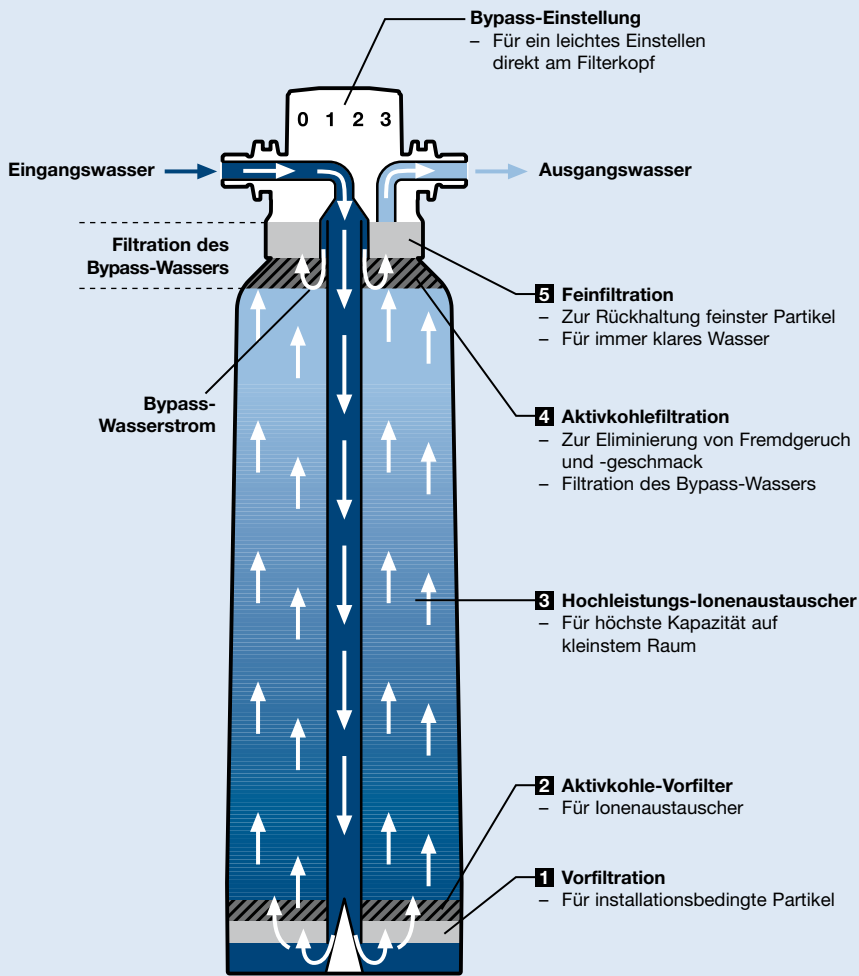 Bypass-Einstellung
– Für ein leichtes Einstellen
direkt am Filterkopf
0 1 2 3
Eingangswasser
Ausgangswasser
Filtration des
Bypass-Wassers
5 Feinfiltration
– Zur Rückhaltung feinster Partikel
– Für immer klares Wasser
Bypass-
Wasserstrom
4 Aktivkohlefiltration
– Zur Eliminierung von Fremdgeruch
und -geschmack
– Filtration des Bypass-Wassers
3 Hochleistungs-Ionenaustauscher
– Für höchste Kapazität auf
kleinstem Raum
2 Aktivkohle-Vorfilter
– Für Ionenaustauscher
1 Vorfiltration
– Für installationsbedingte Partikel